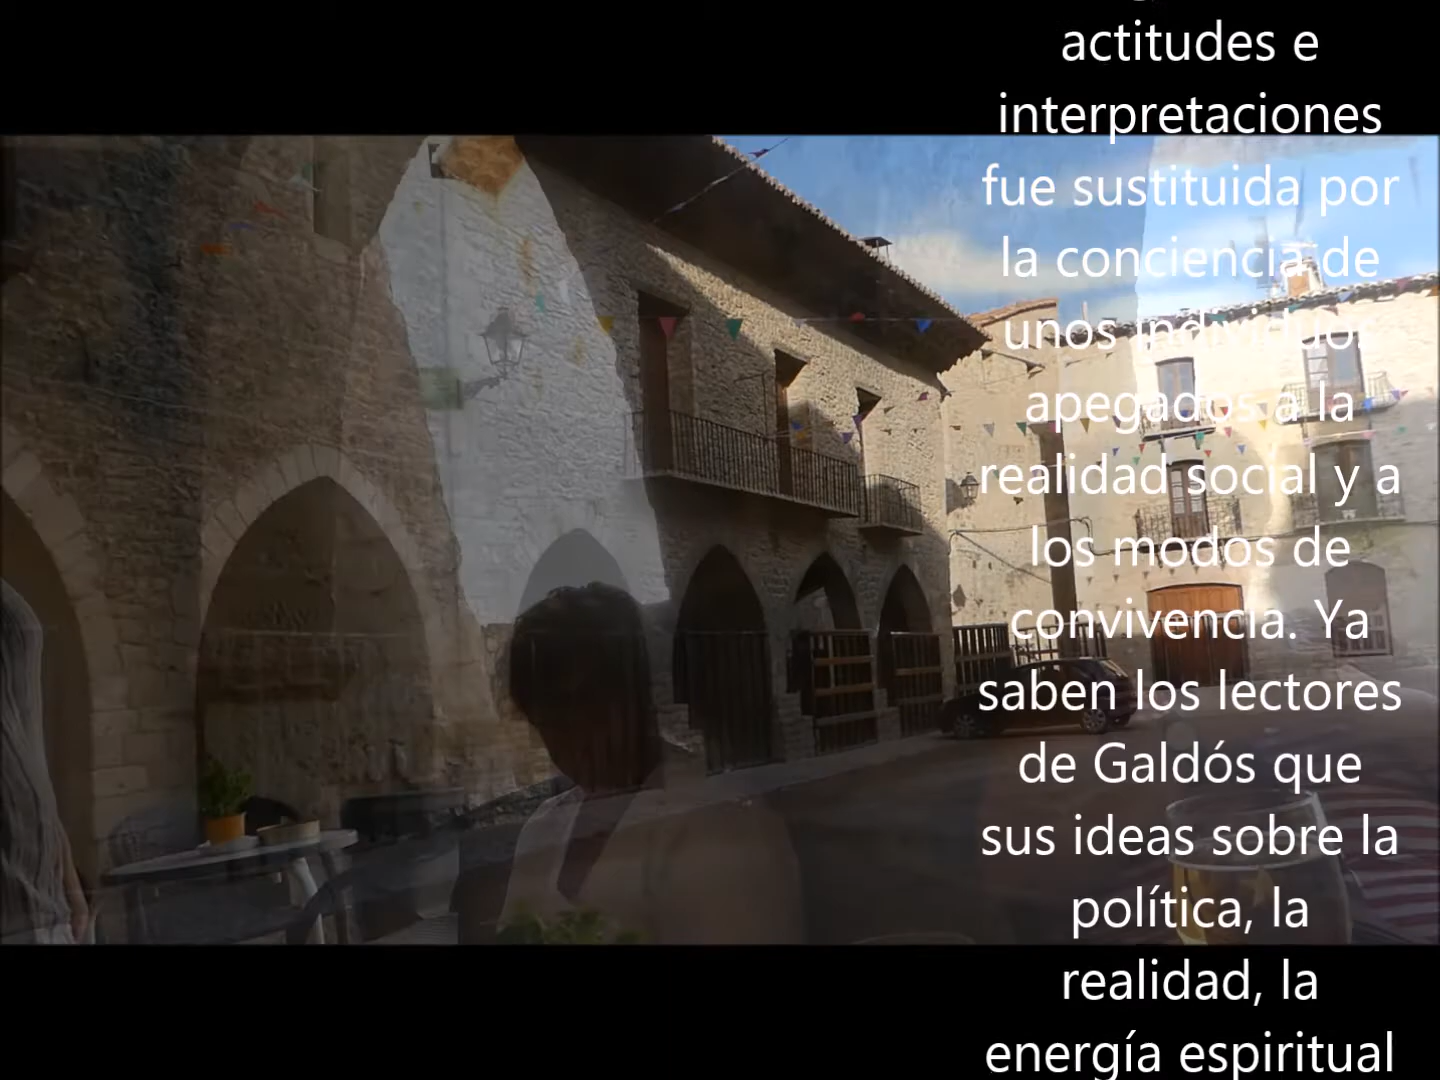 actitudes e
interpretaciones
fue sustituida por
la conciencia de
unos individuos
apegados a la
realidad social y a
los modos de
convivencia. Ya
saben los lectores
de Galdós que
sus ideas sobre la
política, la
realidad, la
energía espiritual